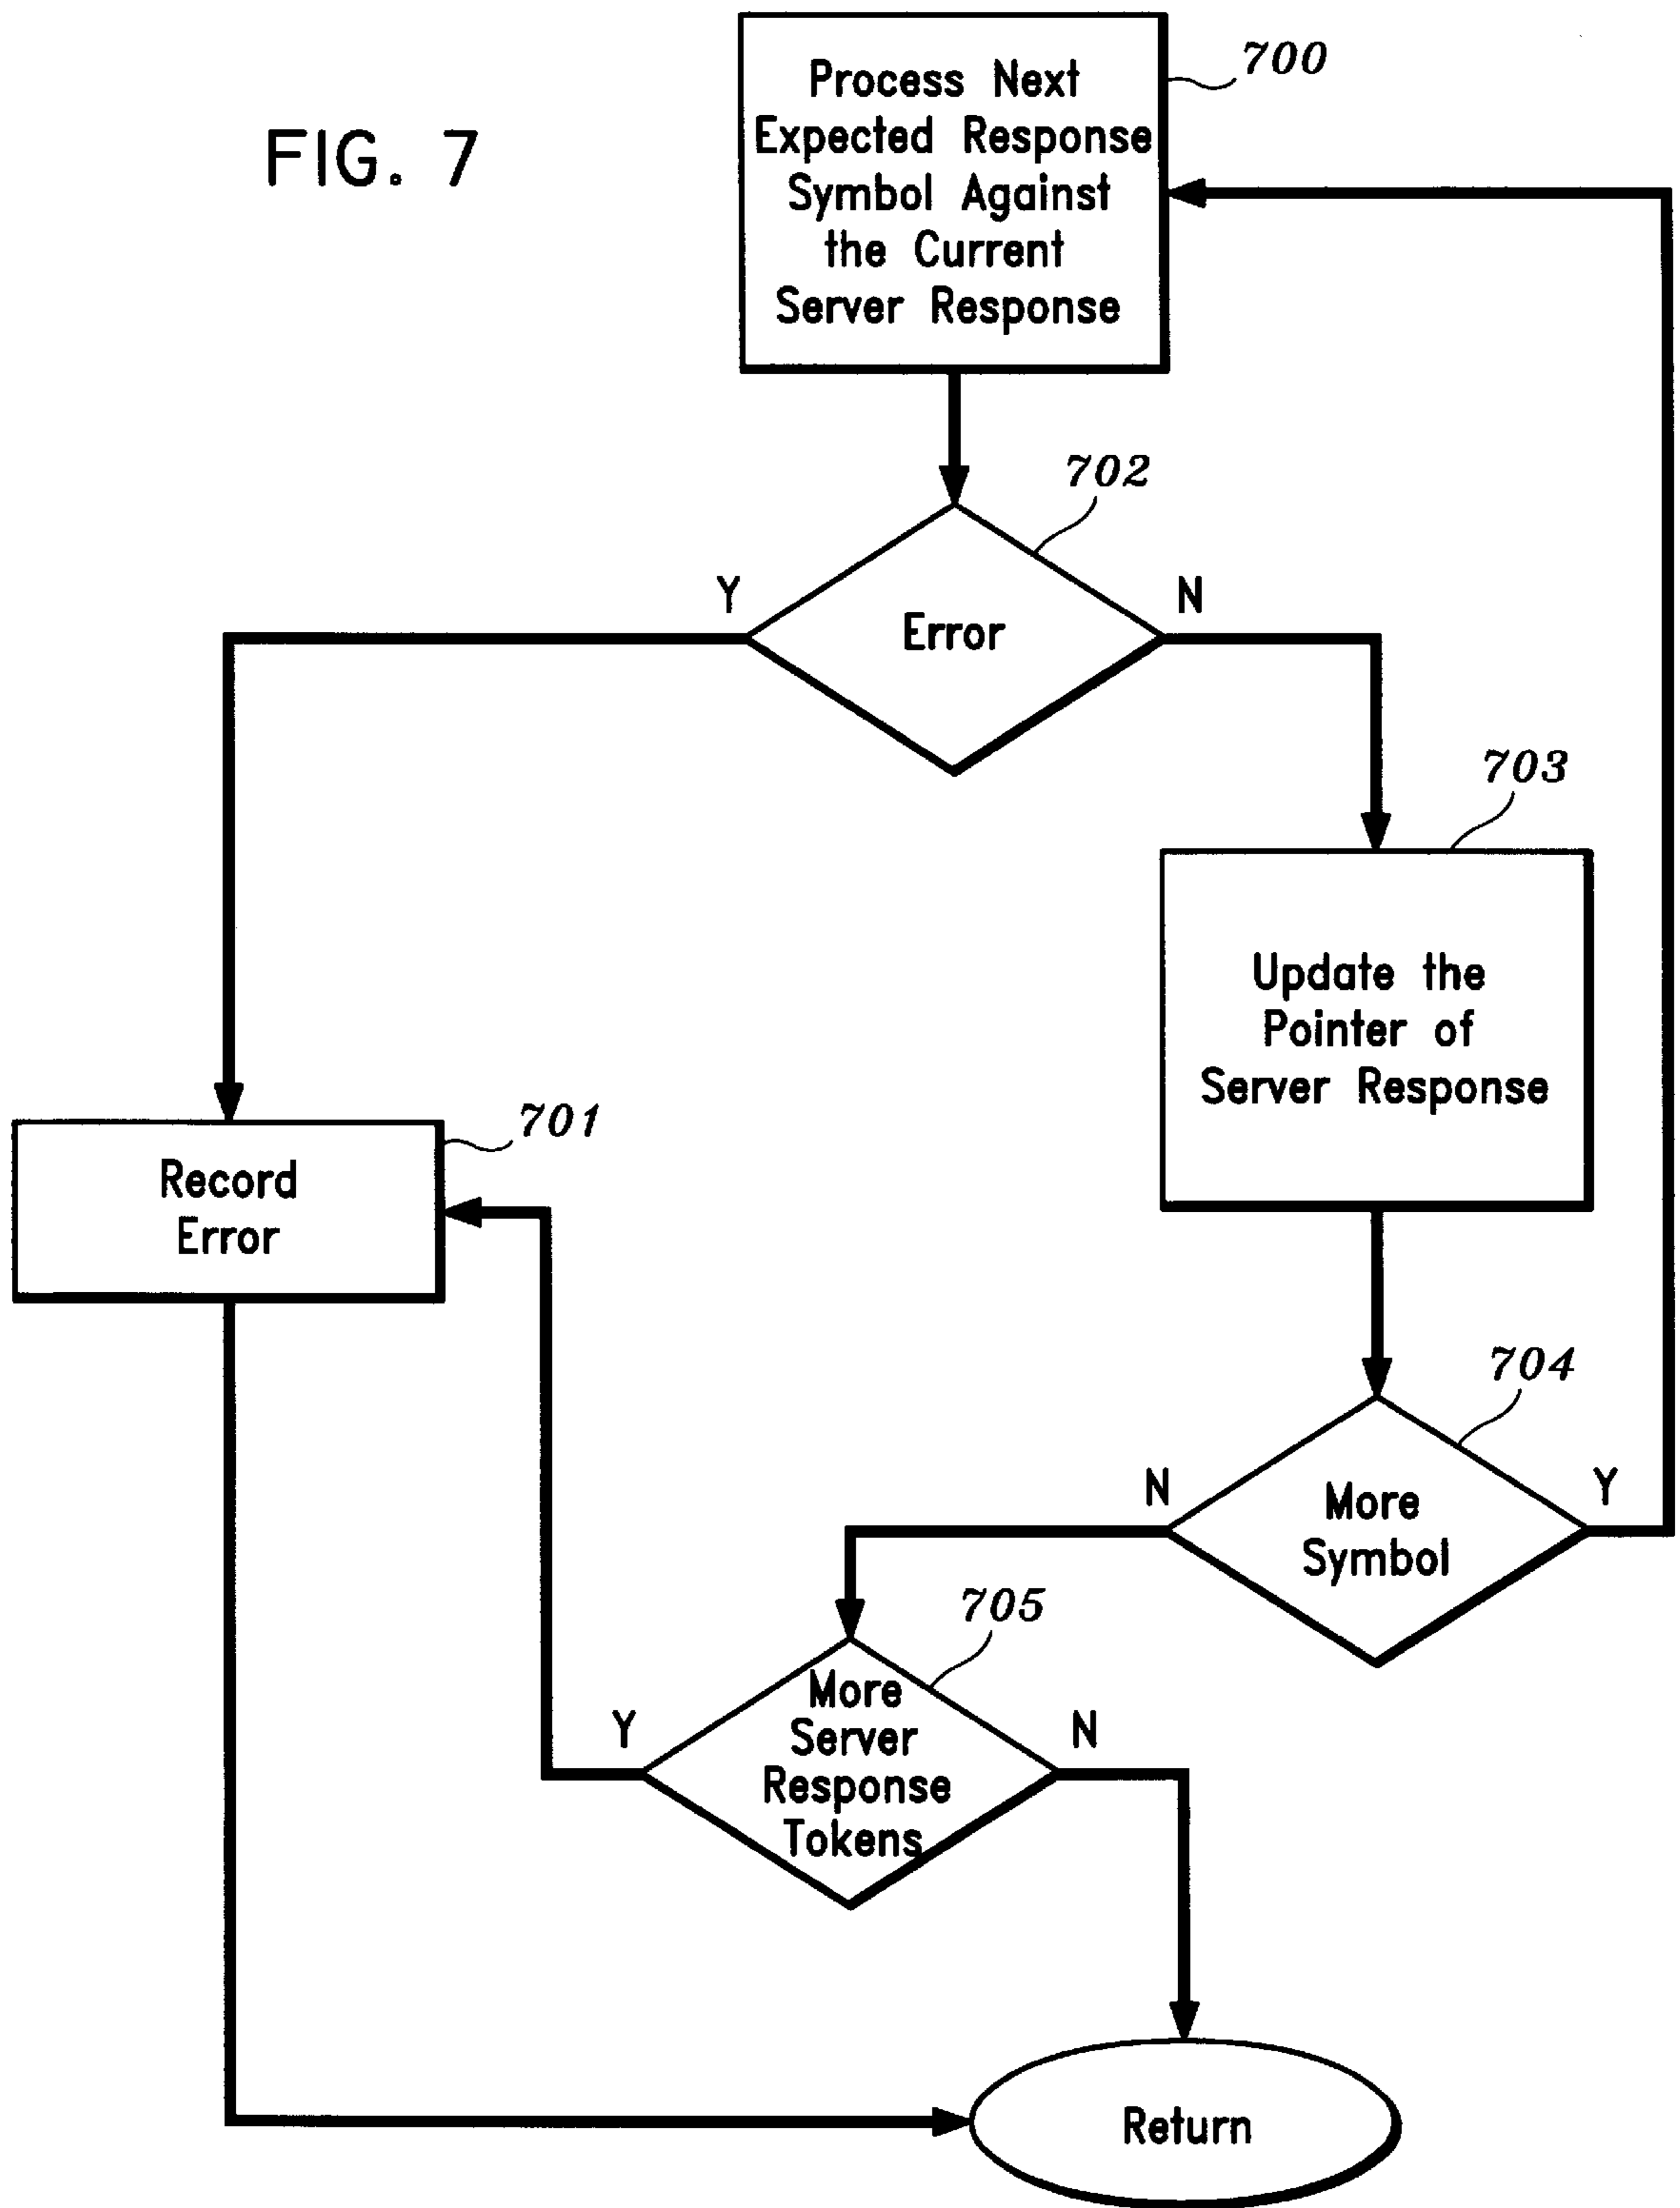 FIG. 7
700
Process Next
Expected Response
Symbol Against
the Current
Server Response
702
Y
N
Error
703
Update the
Pointer of
Server Response
701
Record
Error
704
N
Y
More
Symbol
705
Y
N
More
Server
Response
Tokens
Return